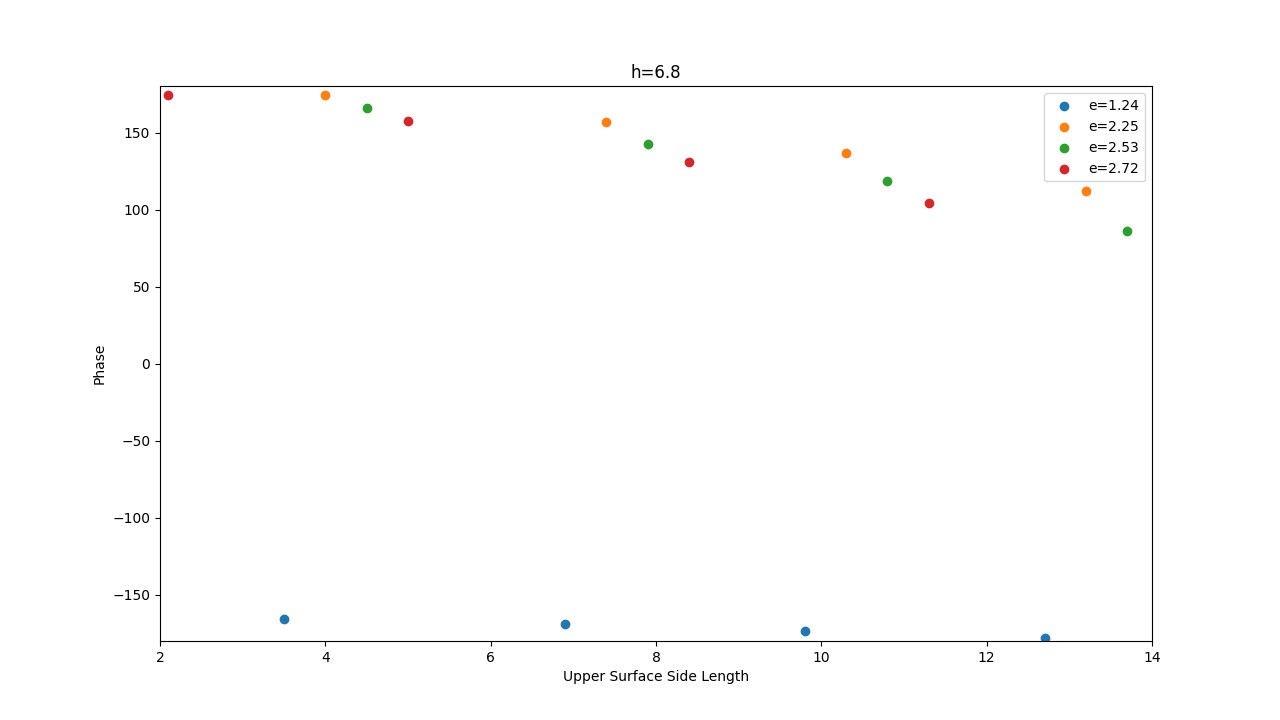 h=6.8
e=1.24
e=2.25
e=2.53
e=2.72
150
100
50
0
−50
−100
−150
Phase
2 4 6 8 10 12 14
Upper Surface Side Length